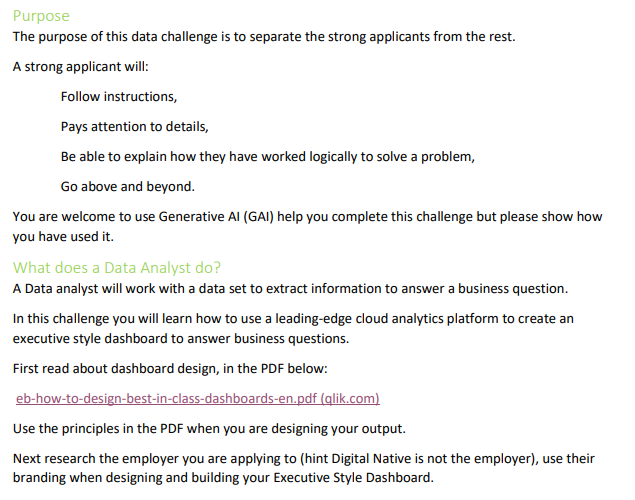 Purpose
The purpose of this data challenge is to separate the strong applicants from the rest.
A strong applicant will:
Follow instructions,
Pays attention to details,
Be able to explain how they have worked logically to solve a problem,
Go above and beyond.
You are welcome to use Generative AI (GAI) help you complete this challenge but please show how
you have used it.
What does a Data Analyst do?
A Data analyst will work with a data set to extract information to answer a business question.
In this challenge you will learn how to use a leading-edge cloud analytics platform to create an
executive style dashboard to answer business questions.
First read about dashboard design, in the PDF below:
eb-how-to-design-best-in-class-dashboards-en.pdf (qlik.com)
Use the principles in the PDF when you are designing your output.
Next research the employer you are applying to (hint Digital Native is not the employer), use their
branding when designing and building your Executive Style Dashboard.